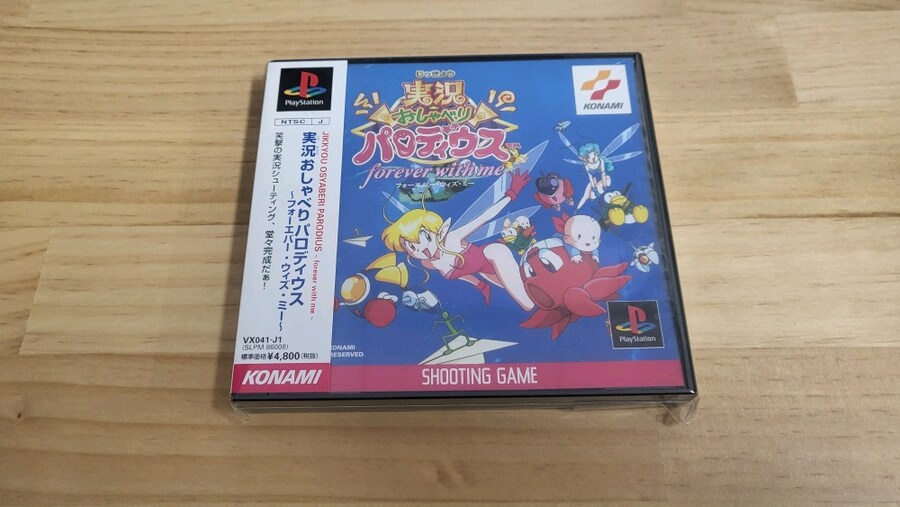 PlayStation
NTSC J
JIKKYOU OSYABERI PARODIUS ~ forever with me ~
実況おしゃべりパロディウス
~フォーエバー・ウィズ・ミー~
笑撃の実況シューティング、堂々完成だぁ!
VX041-J1
(SLPM 86008)
標準価格¥4,800(税抜)
KONAMI
じっきょう
実況
おしゃべり
パロディウス
TM
forever with me
フォーエバー・ウィズ・ミー
KONAMI
PlayStation
KONAMI
RESERVED.
SHOOTING GAME